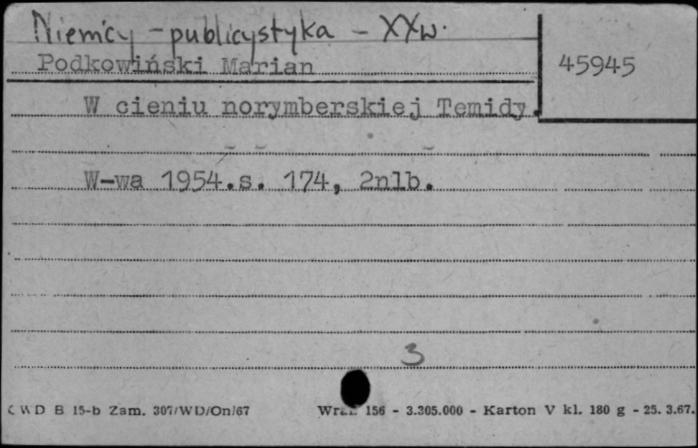 Niemcy - publicystyka - XXw.
Podkowiński Marian
45945
W cieniu norymberskiej Temidy.
W-wa 1954.s. 174, 2nlb.
3
CWD B 15-b Zam. 307/WD/On/67
156 - 3.305.000 - Karton V kl. 180 g - 25. 3.67.